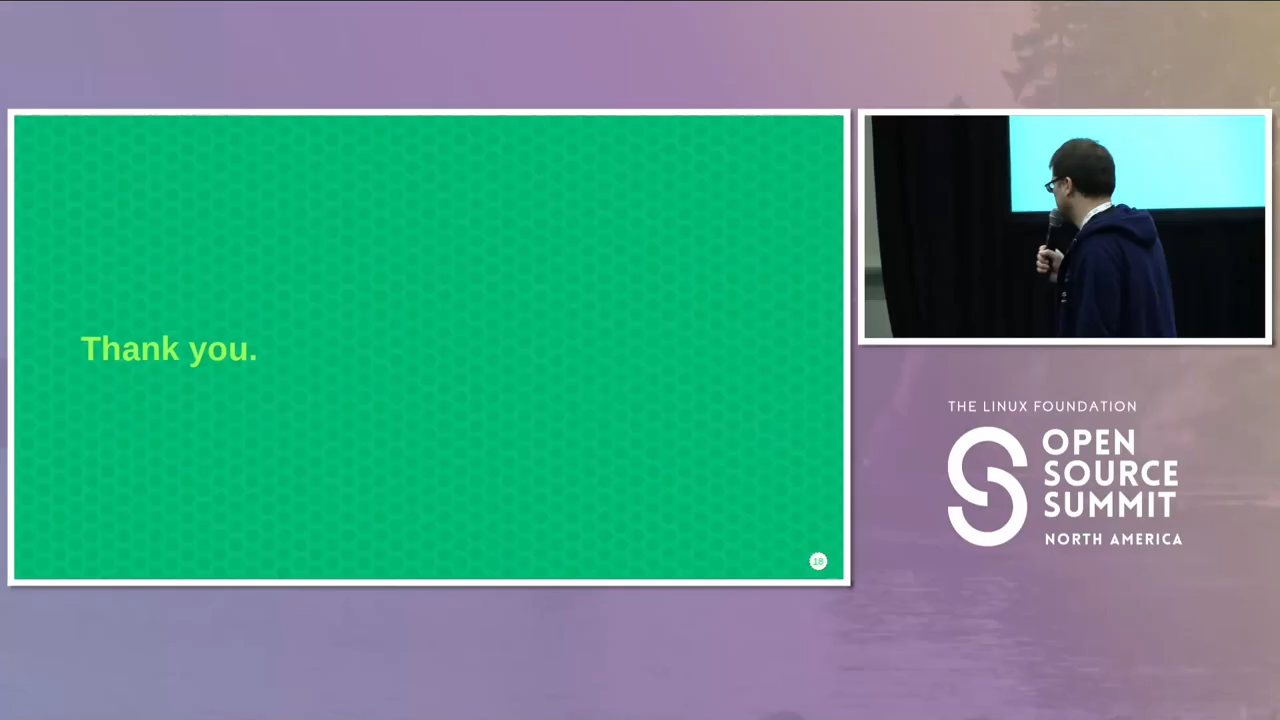 Thank you.
18
THE LINUX FOUNDATION
OPEN
SOURCE
SUMMIT
NORTH AMERICA